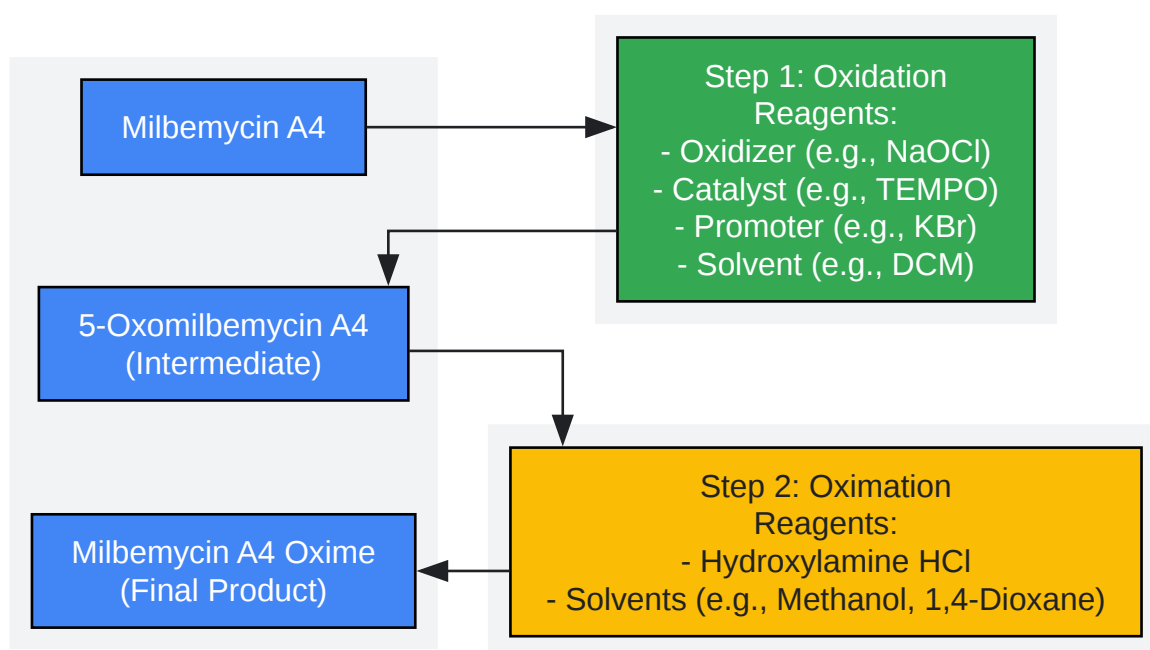 Milbemycin A4
Step 1: Oxidation
Reagents:
- Oxidizer (e.g., NaOCl)
- Catalyst (e.g., TEMPO)
- Promoter (e.g., KBr)
- Solvent (e.g., DCM)
5-Oxomilbemycin A4
(Intermediate)
Step 2: Oximation
Reagents:
- Hydroxylamine HCl
- Solvents (e.g., Methanol, 1,4-Dioxane)
Milbemycin A4 Oxime
(Final Product)